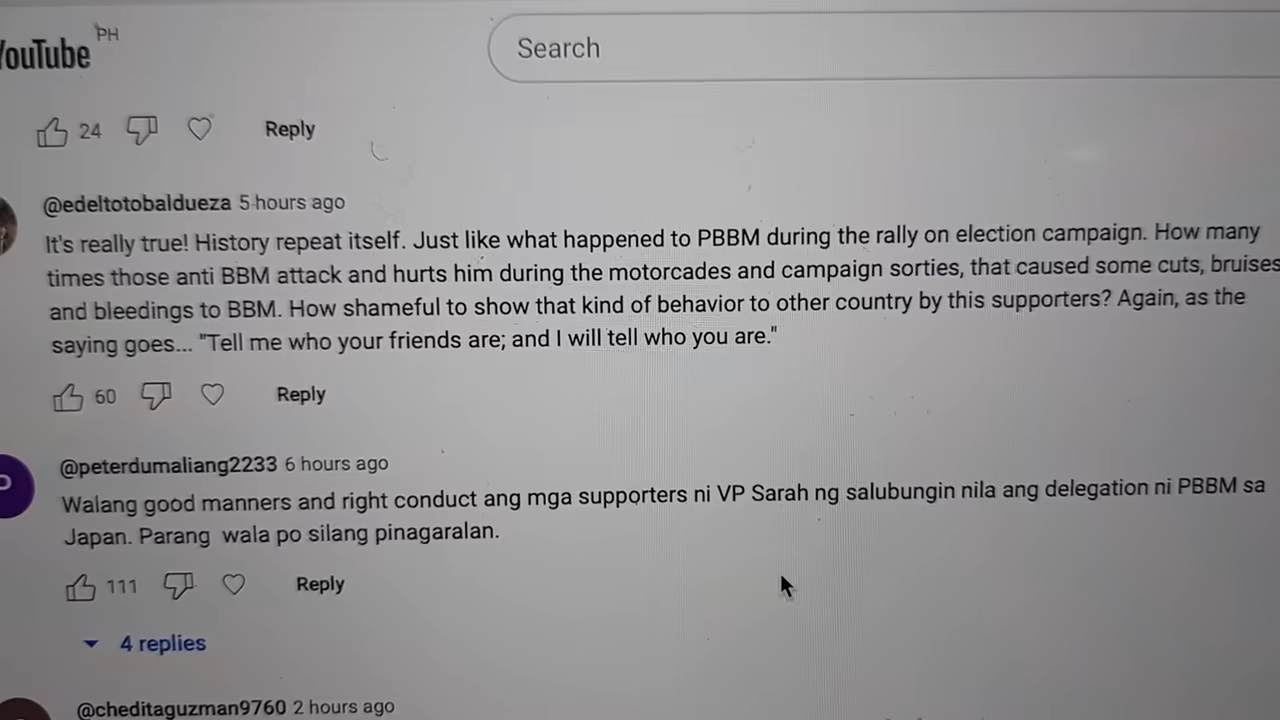 YouTube PH
Search
24 Reply
@edeltotobaldueza 5 hours ago
It's really true! History repeat itself. Just like what happened to PBBM during the rally on election campaign. How many
times those anti BBM attack and hurts him during the motorcades and campaign sorties, that caused some cuts, bruises
and bleedings to BBM. How shameful to show that kind of behavior to other country by this supporters? Again, as the
saying goes... "Tell me who your friends are; and I will tell who you are."
60 Reply
@peterdumaliang2233 6 hours ago
Walang good manners and right conduct ang mga supporters ni VP Sarah ng salubungin nila ang delegation ni PBBM sa
Japan. Parang wala po silang pinagaralan.
111 Reply
4 replies
@cheditaguzman9760 2 hours ago